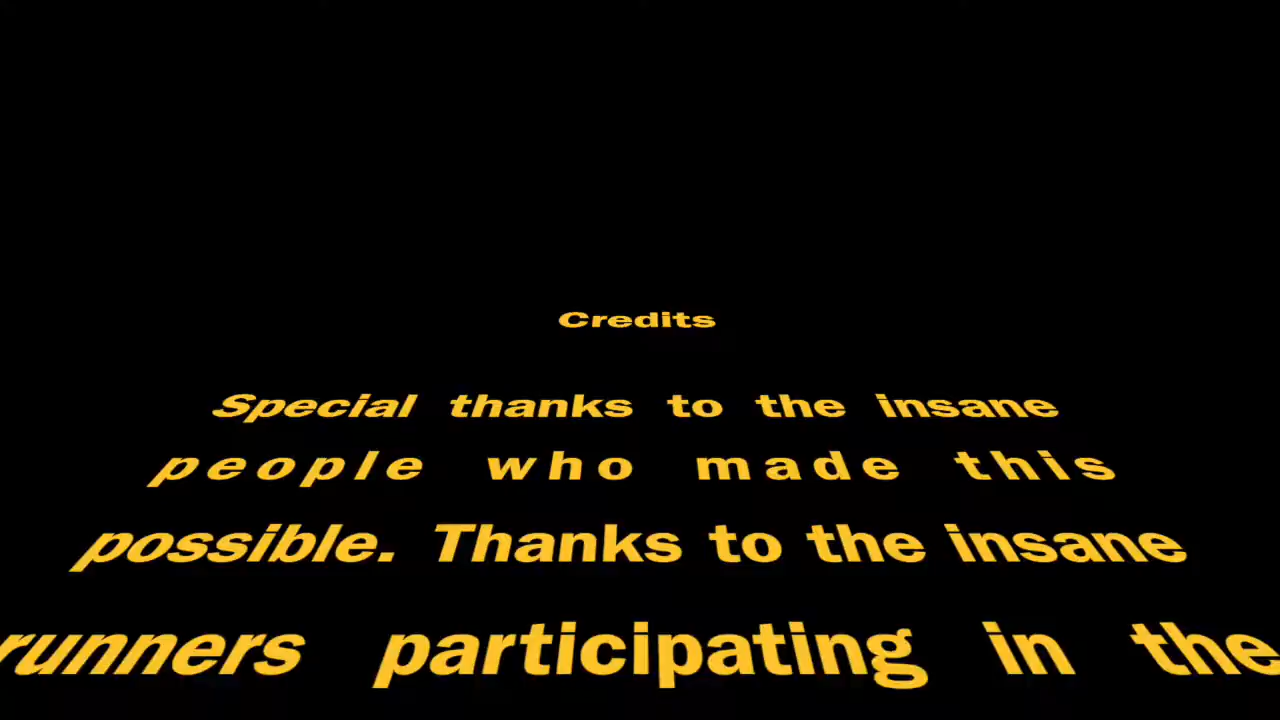 Credits
Special thanks to the insane
people who made this
possible. Thanks to the insane
runners participating in the